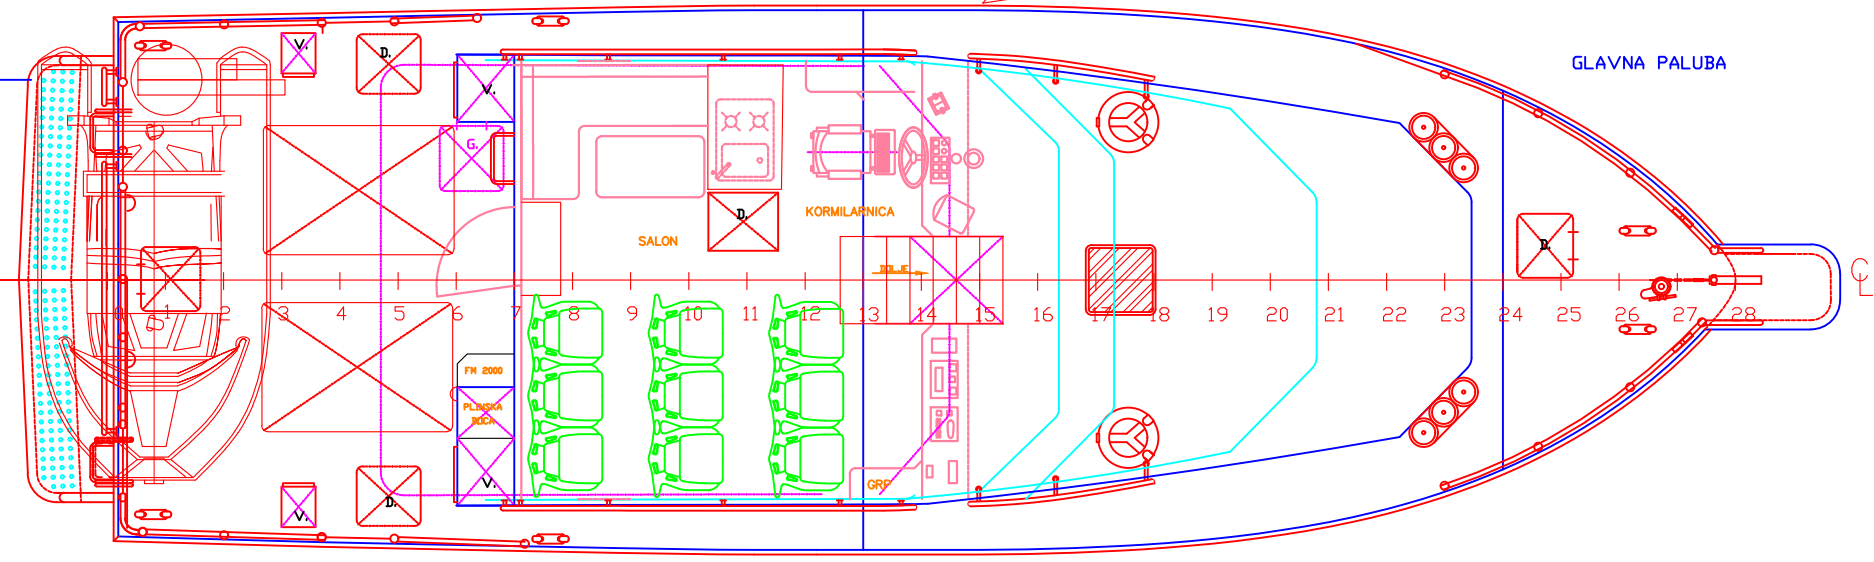 GLAVNA PALUBA
V.
D.
V.
G.
D.
KORMILARNICA
SALON
D.
DOLJE
0 1 2 3 4 5 6 7 8 9 10 11 12 13 14 15 16 17 18 19 20 21 22 23 24 25 26 27 28
FM 2000
PLINSKA
BOCA
V.
GRP
D.
V.